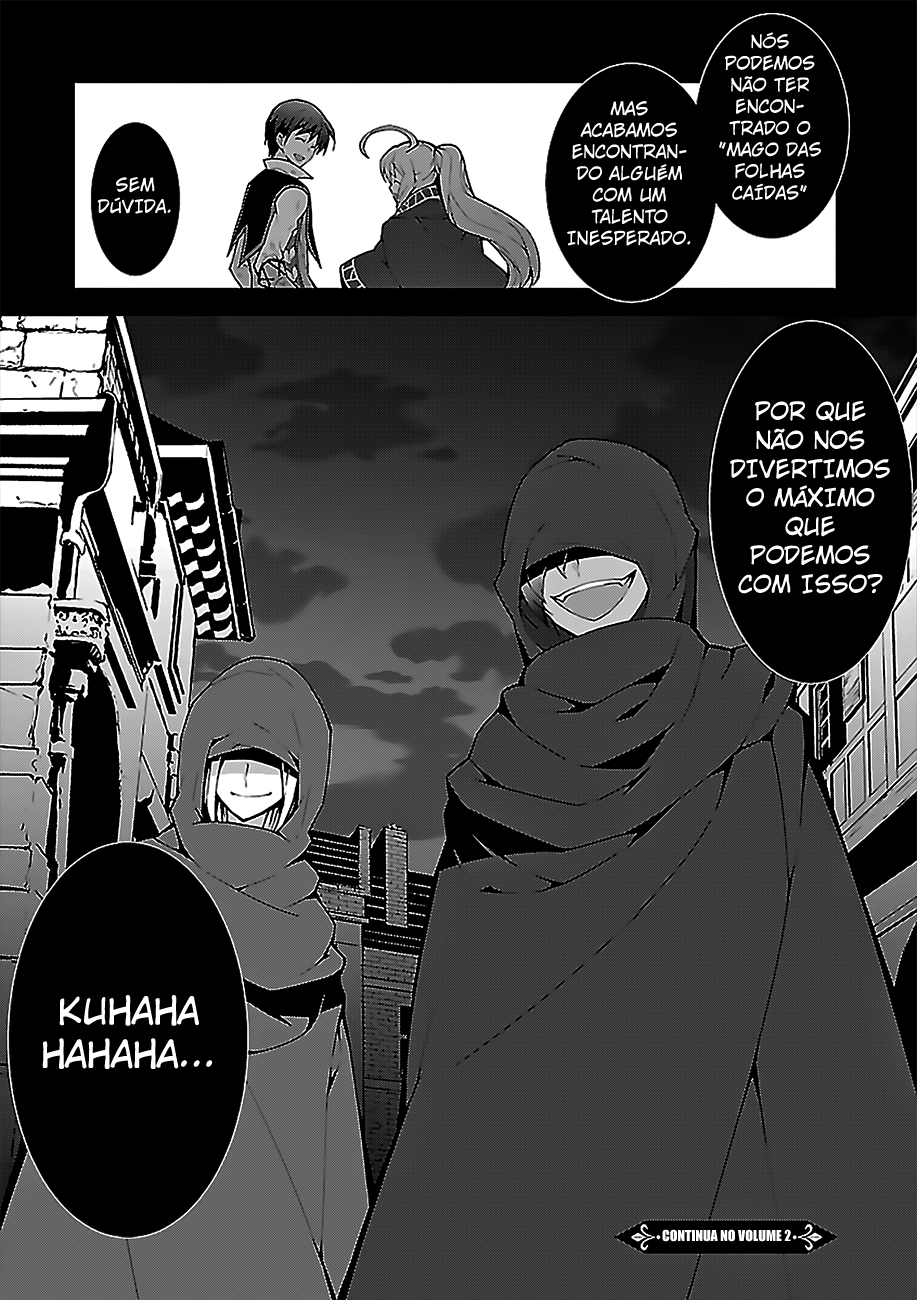 NÓS
PODEMOS
NÃO TER
ENCON-
TRADO O
"MAGO DAS
FOLHAS
CAÍDAS"
MAS
ACABAMOS
ENCONTRAN-
DO ALGUÉM
COM UM
TALENTO
INESPERADO.
SEM
DÚVIDA.
POR QUE
NÃO NOS
DIVERTIMOS
O MÁXIMO
QUE
PODEMOS
COM ISSO?
KUHAHA
HAHAHA...
CONTINUA NO VOLUME 2